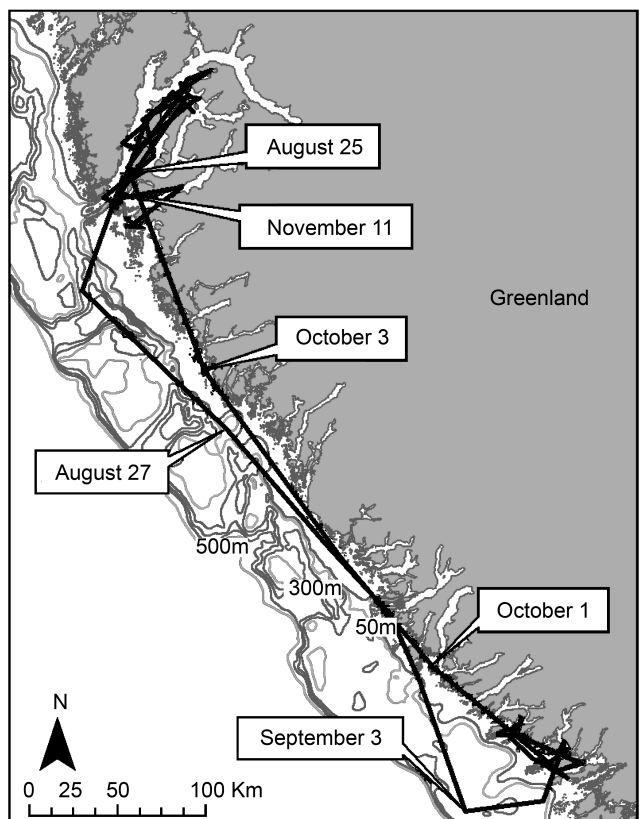 August 25
November 11
Greenland
October 3
August 27
500m
300m
October 1
50m
September 3
N
0 25 50 100 Km